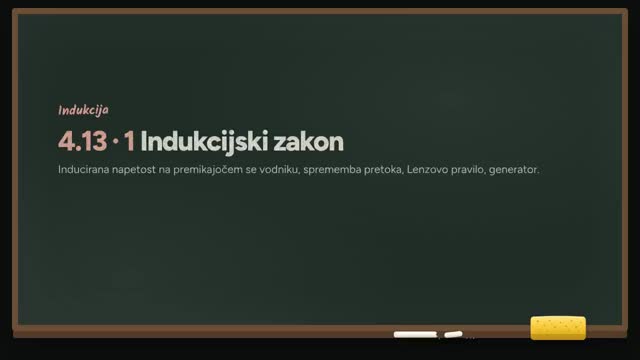 Indukcija
4.13 · 1 Indukcijski zakon
Inducirana napetost na premikajočem se vodniku, sprememba pretoka, Lenzovo pravilo, generator.